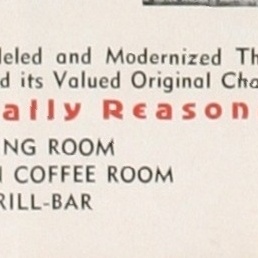 deled and Modernized Th
d its Valued Original Cha
ally Reason
NG ROOM
COFFEE ROOM
RILL-BAR